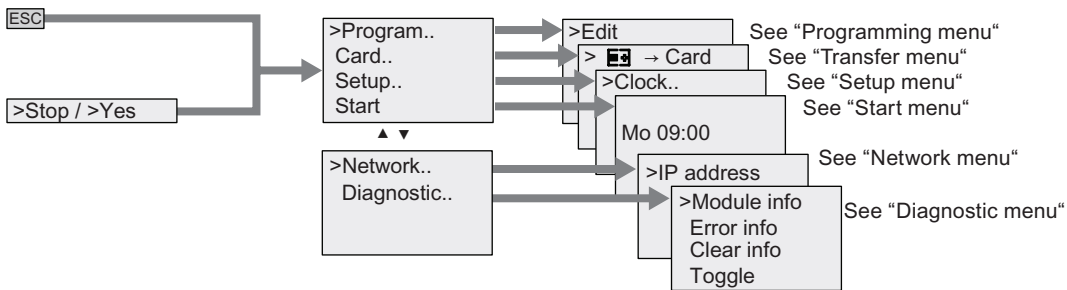 ESC
>Stop / >Yes
>Program..
Card..
Setup..
Start
▲ ▼
>Network..
Diagnostic..
>Edit
> → Card
>Clock..
Mo 09:00
>IP address
>Module info
Error info
Clear info
Toggle
See “Programming menu“
See “Transfer menu“
See “Setup menu“
See “Start menu“
See “Network menu“
See “Diagnostic menu“